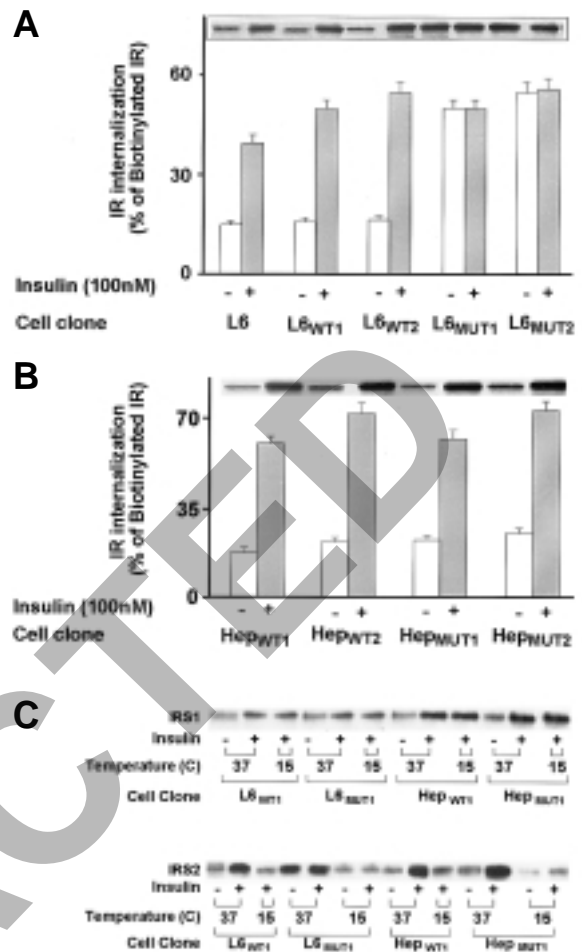 A
IR internalization
(% of Biotinylated IR)
60
30
0
Insulin (100nM) - + - + - + - + - +
Cell clone L6 L6WT1 L6WT2 L6MUT1 L6MUT2
B
IR internalization
(% of Biotinylated IR)
70
35
0
Insulin (100nM) - + - + - + - +
Cell clone HepWT1 HepWT2 HepMUT1 HepMUT2
C
IRS1
Insulin - + + - + + - + + - + +
Temperature (C) 37 15 37 15 37 15 37 15
Cell Clone L6WT1 L6MUT1 HepWT1 HepMUT1
IRS2
Insulin - + + - + - + - + + - + - +
Temperature (C) 37 15 37 15 37 15 37 15
Cell Clone L6WT1 L6MUT1 HepWT1 HepMUT1
CTED